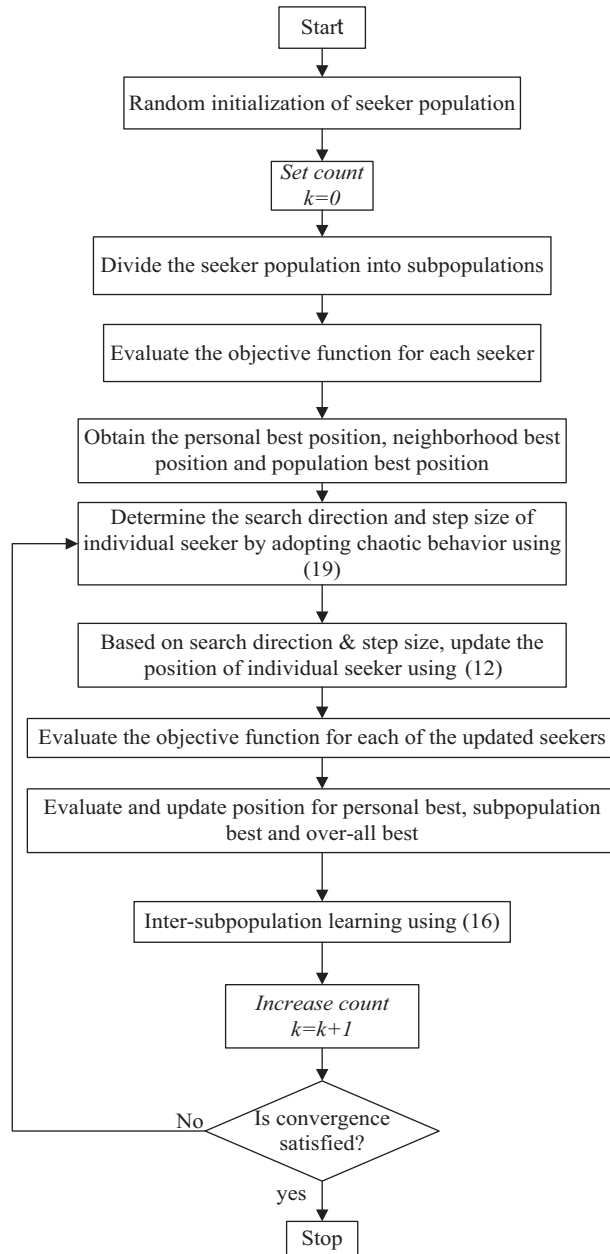 Start
Random initialization of seeker population
Set count
k=0
Divide the seeker population into subpopulations
Evaluate the objective function for each seeker
Obtain the personal best position, neighborhood best
position and population best position
Determine the search direction and step size of
individual seeker by adopting chaotic behavior using
(19)
Based on search direction & step size, update the
position of individual seeker using (12)
Evaluate the objective function for each of the updated seekers
Evaluate and update position for personal best, subpopulation
best and over-all best
Inter-subpopulation learning using (16)
Increase count
k=k+1
No
Is convergence
satisfied?
yes
Stop